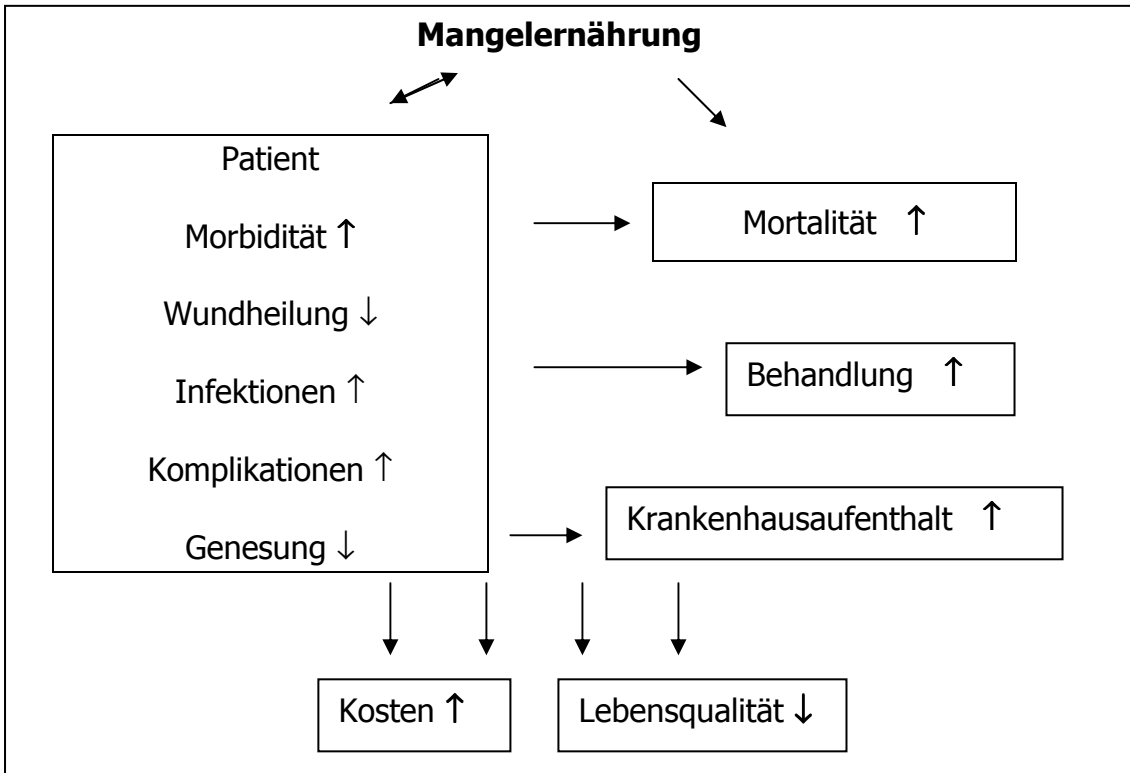 Mangelernährung
Patient
Morbidität ↑
Wundheilung ↓
Infektionen ↑
Komplikationen ↑
Genesung ↓
Mortalität ↑
Behandlung ↑
Krankenhausaufenthalt ↑
Kosten ↑
Lebensqualität ↓